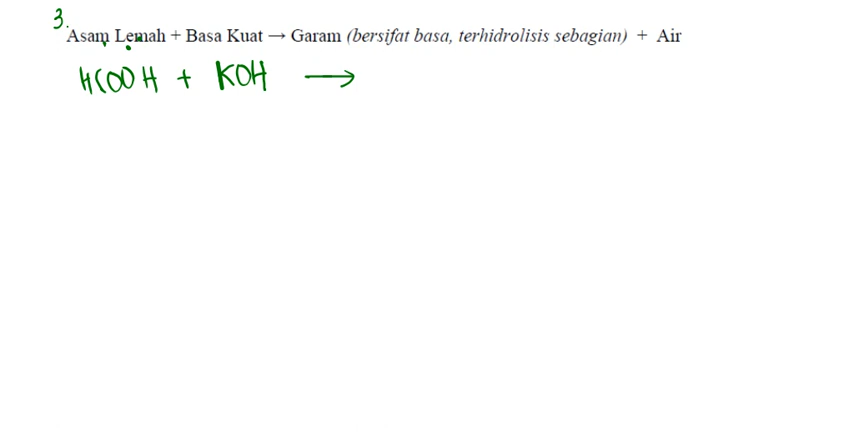 3.
Asam Lemah + Basa Kuat → Garam (bersifat basa, terhidrolisis sebagian) + Air
HCOOH + KOH →